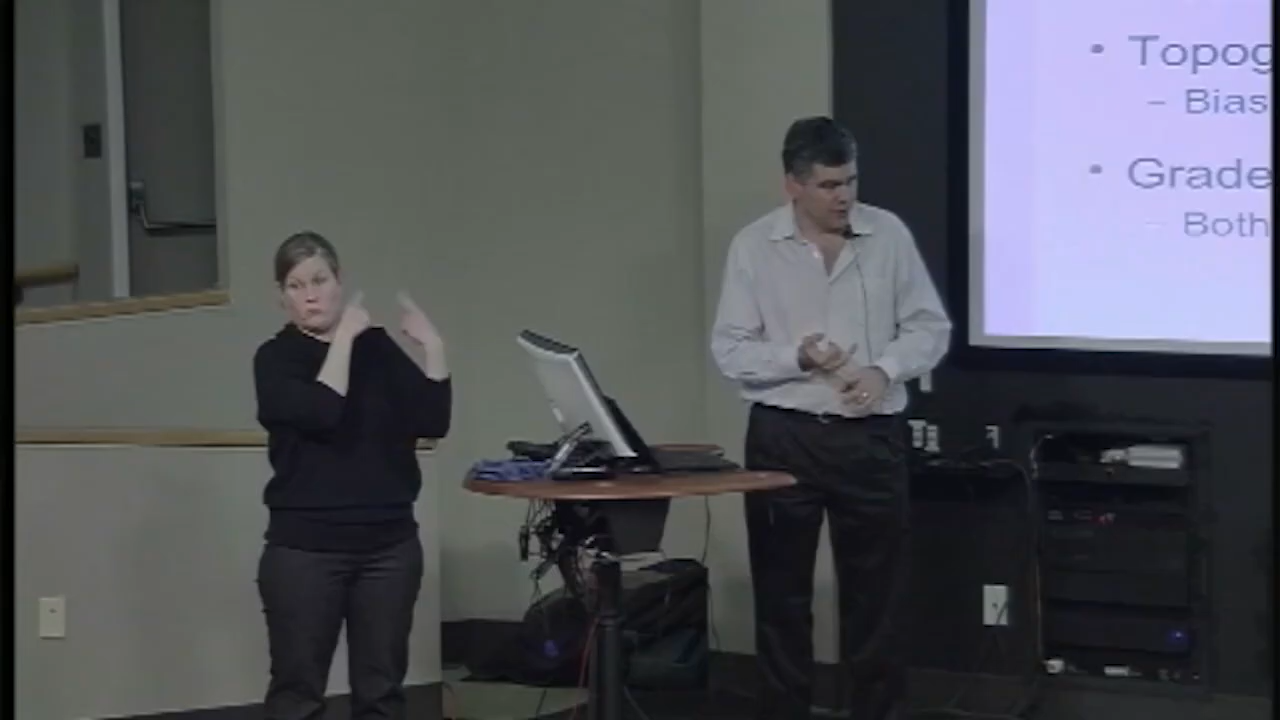 • Topog
– Bias
• Grade
– Both